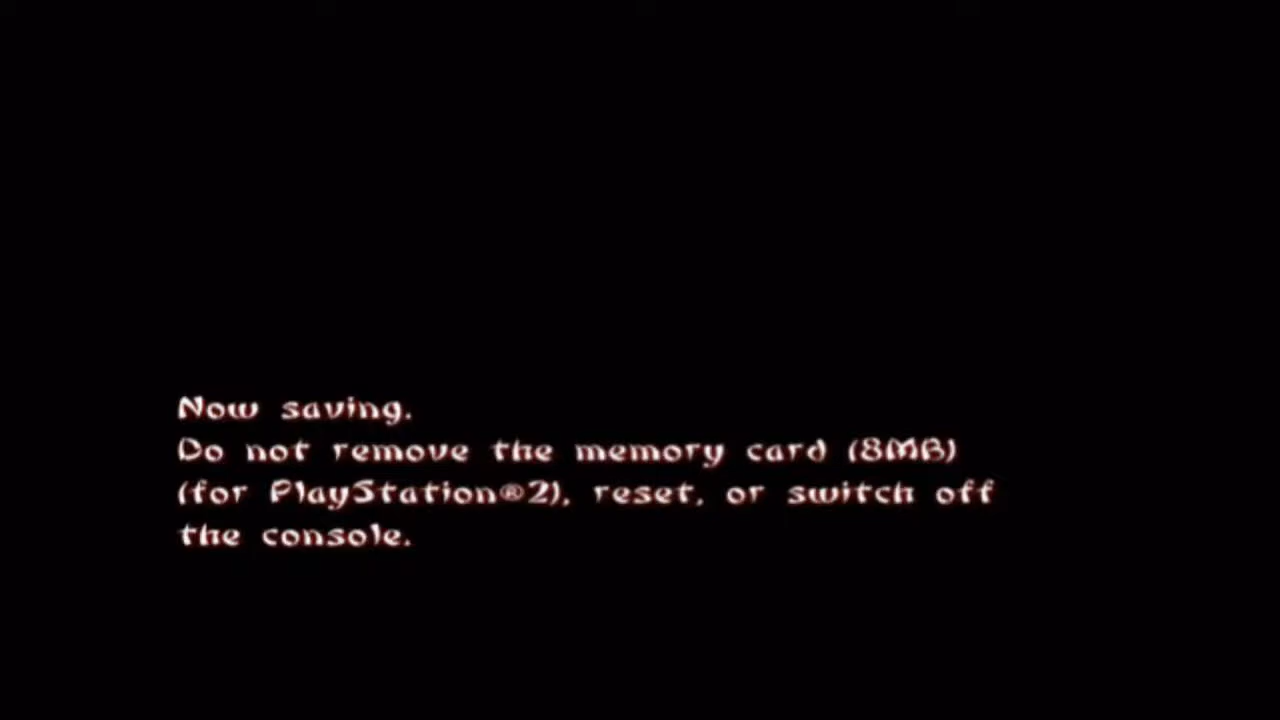 Now saving.
Do not remove the memory card (8MB)
(for PlayStation®2), reset, or switch off
the console.